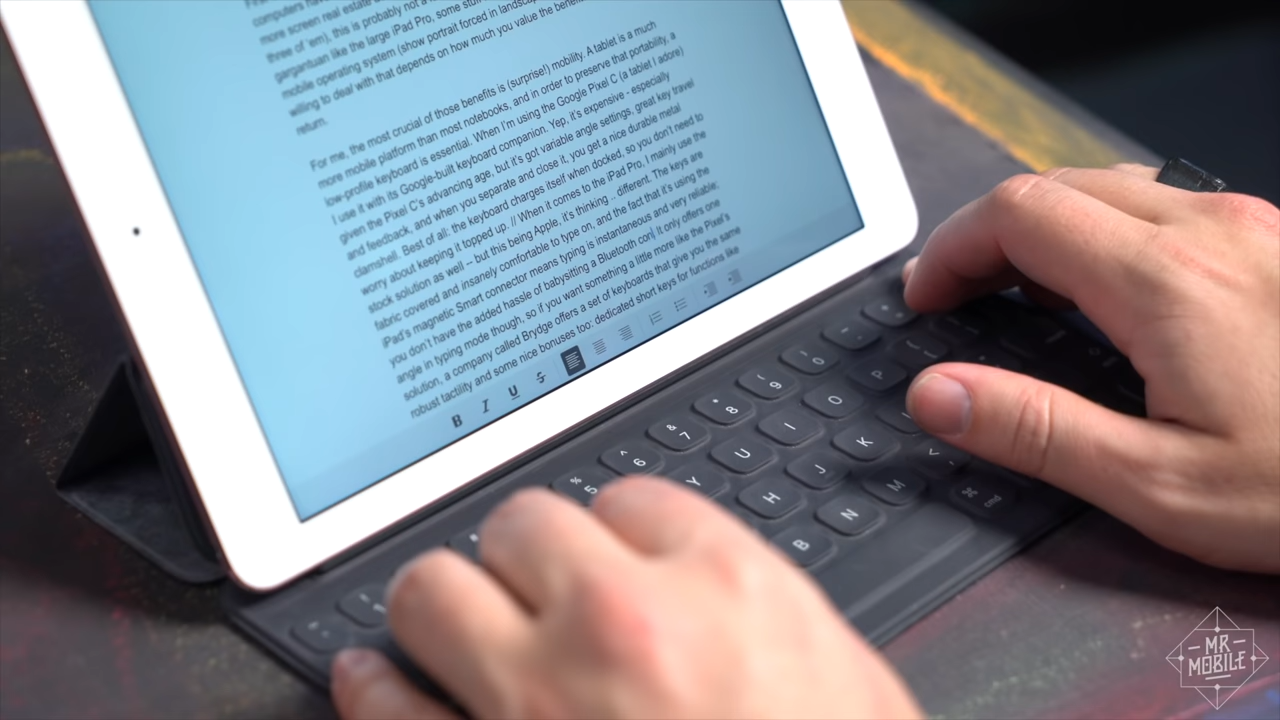 computers hav
more screen real estate
three of 'em), this is probably not a
gargantuan like the large iPad Pro, some stu
mobile operating system (show portrait forced in landsca
willing to deal with that depends on how much you value the benefi
return.
For me, the most crucial of those benefits is (surprise!) mobility. A tablet is a much
more mobile platform than most notebooks, and in order to preserve that portability, a
low-profile keyboard is essential. When I'm using the Google Pixel C (a tablet I adore)
I use it with its Google-built keyboard companion. Yep, it's expensive - especially
given the Pixel C's advancing age, but it's got variable angle settings, great key travel
and feedback, and when you separate and close it, you get a nice durable metal
clamshell. Best of all: the keyboard charges itself when docked, so you don't need to
worry about keeping it topped up. // When it comes to the iPad Pro, I mainly use the
stock solution as well -- but this being Apple, it's thinking .. different. The keys are
fabric covered and insanely comfortable to type on, and the fact that it's using the
iPad's magnetic Smart connector means typing is instantaneous and very reliable;
you don't have the added hassle of babysitting a Bluetooth con It only offers one
angle in typing mode though, so if you want something a little more like the Pixel's
solution, a company called Brydge offers a set of keyboards that give you the same
robust tactility and some nice bonuses too: dedicated short keys for functions like
B I U S
% 5 ^ 6 & 7 * 8 ( 9 ) 0 -
Y U I O P
H J K
B N M <
⌘ cmd
MR
MOBILE